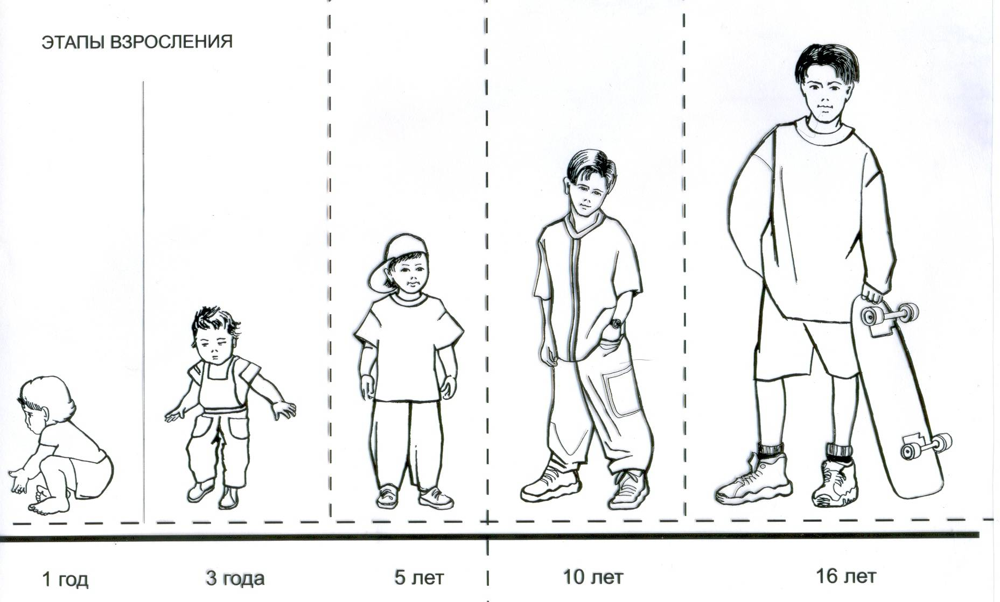 ЭТАПЫ ВЗРОСЛЕНИЯ
1 год
3 года
5 лет
10 лет
16 лет